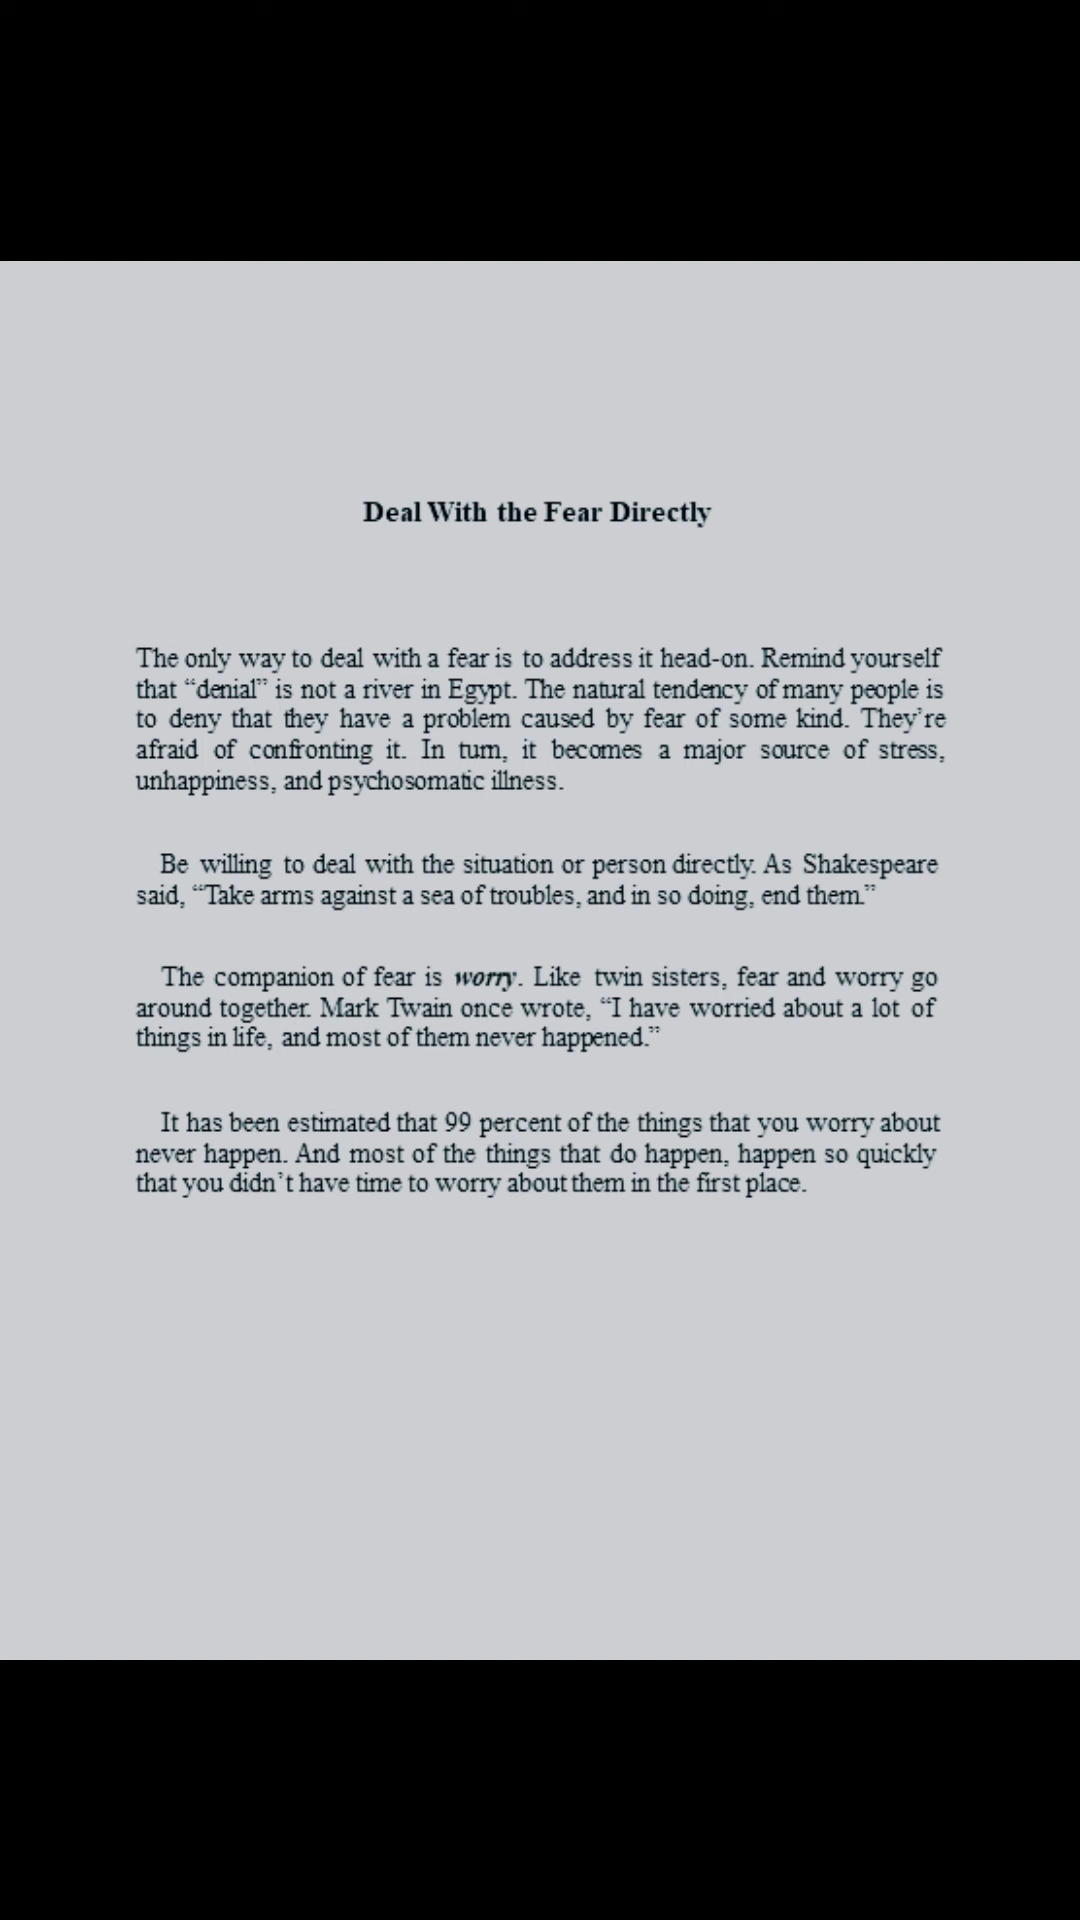 Deal With the Fear Directly
The only way to deal with a fear is to address it head-on. Remind yourself
that “denial” is not a river in Egypt. The natural tendency of many people is
to deny that they have a problem caused by fear of some kind. They’re
afraid of confronting it. In turn, it becomes a major source of stress,
unhappiness, and psychosomatic illness.
Be willing to deal with the situation or person directly. As Shakespeare
said, “Take arms against a sea of troubles, and in so doing, end them.”
The companion of fear is worry. Like twin sisters, fear and worry go
around together. Mark Twain once wrote, “I have worried about a lot of
things in life, and most of them never happened.”
It has been estimated that 99 percent of the things that you worry about
never happen. And most of the things that do happen, happen so quickly
that you didn’t have time to worry about them in the first place.